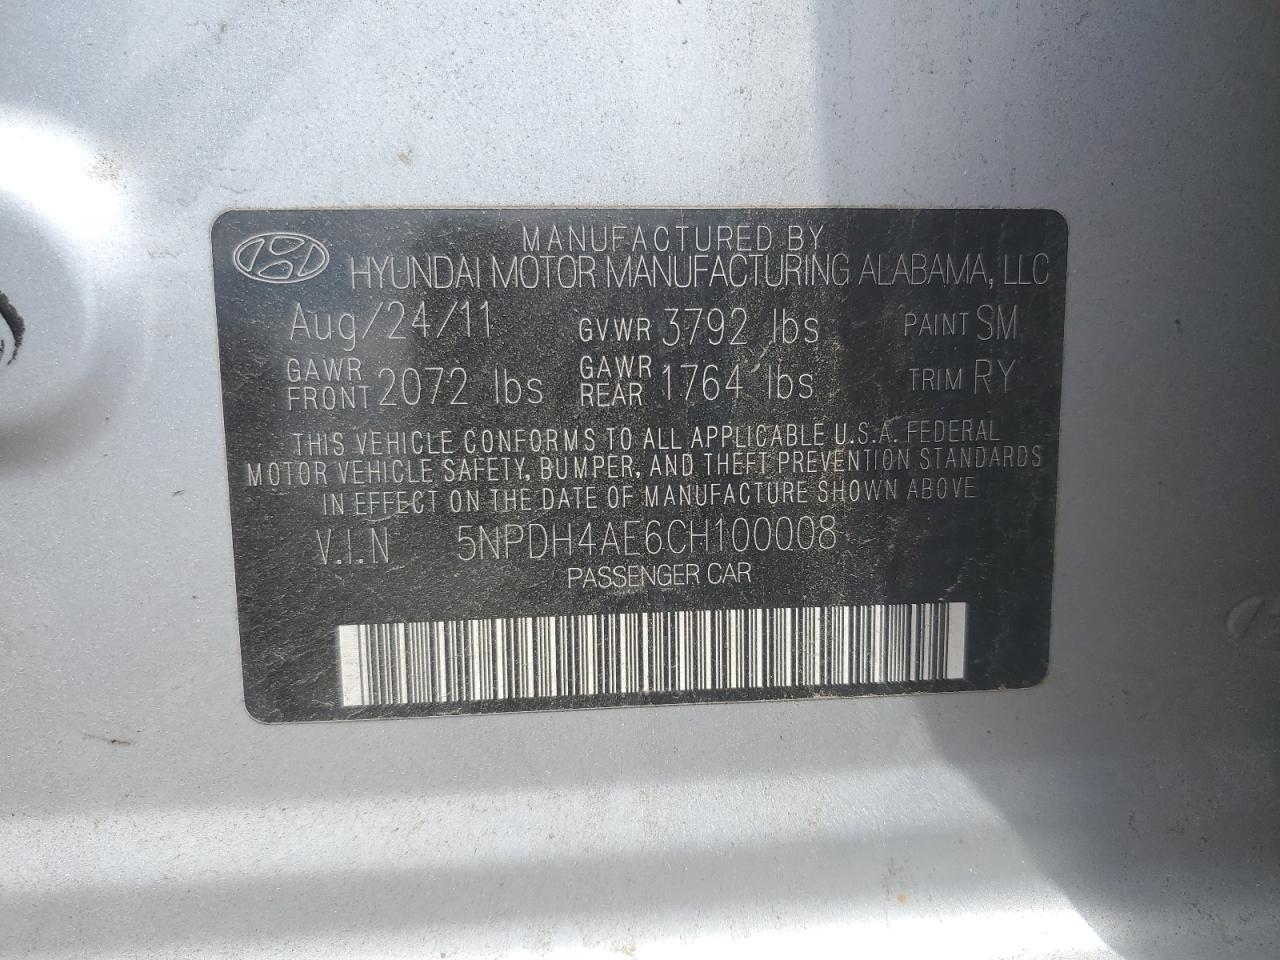 MANUFACTURED BY
HYUNDAI MOTOR MANUFACTURING ALABAMA, LLC
Aug/24/11 GVWR 3792 lbs PAINT SM
GAWR FRONT 2072 lbs GAWR REAR 1764 lbs TRIM RY
THIS VEHICLE CONFORMS TO ALL APPLICABLE U.S.A. FEDERAL
MOTOR VEHICLE SAFETY, BUMPER, AND THEFT PREVENTION STANDARDS
IN EFFECT ON THE DATE OF MANUFACTURE SHOWN ABOVE
V.I.N 5NPDH4AE6CH100008
PASSENGER CAR